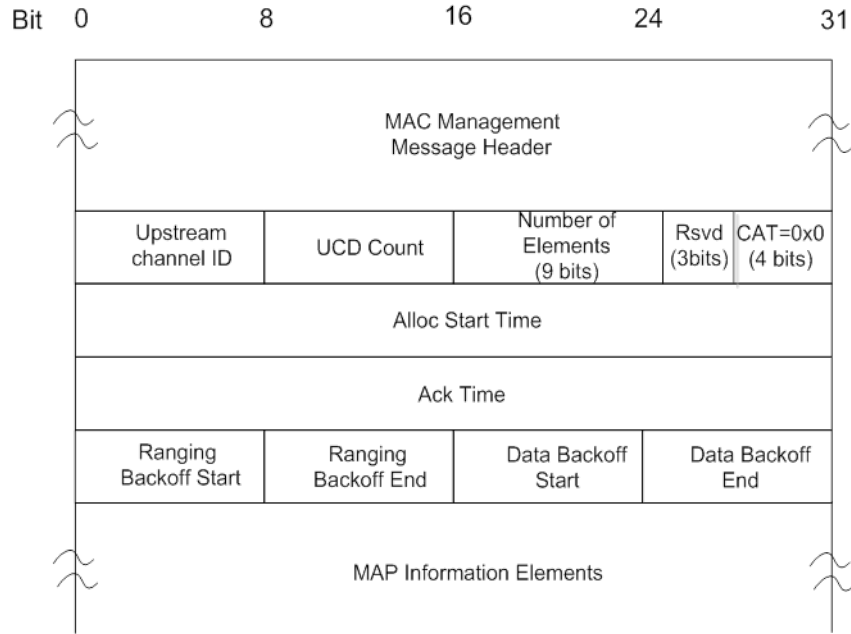 Bit 0 8 16 24 31
MAC Management
Message Header
Upstream
channel ID
UCD Count
Number of
Elements
(9 bits)
Rsvd
(3bits)
CAT=0x0
(4 bits)
Alloc Start Time
Ack Time
Ranging
Backoff Start
Ranging
Backoff End
Data Backoff
Start
Data Backoff
End
MAP Information Elements